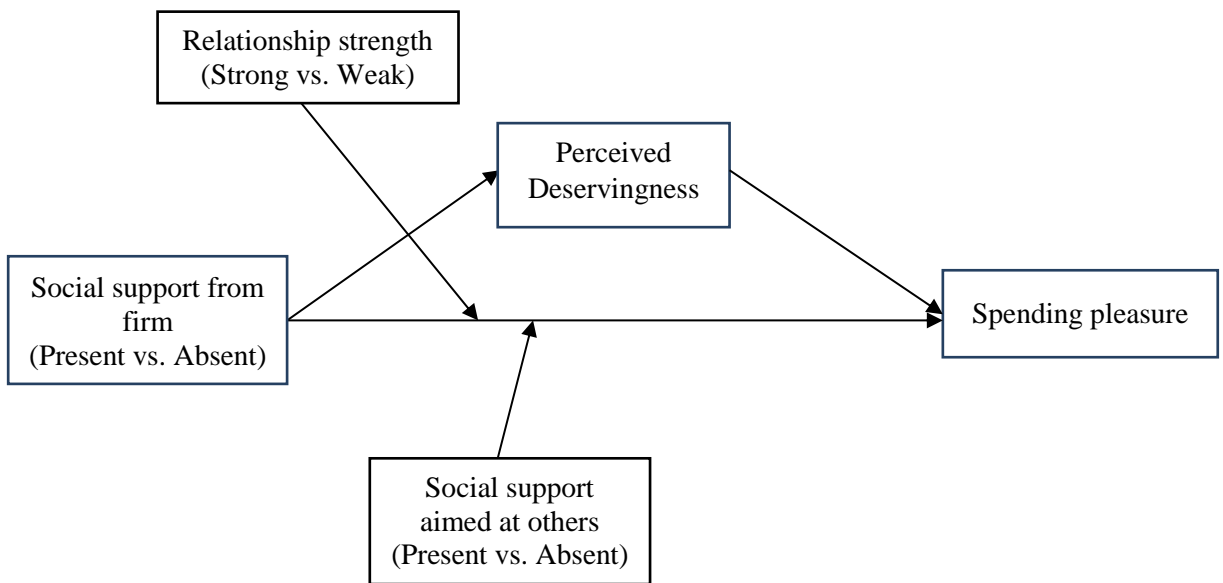 Relationship strength
(Strong vs. Weak)
Perceived
Deservingness
Social support from
firm
(Present vs. Absent)
Spending pleasure
Social support
aimed at others
(Present vs. Absent)